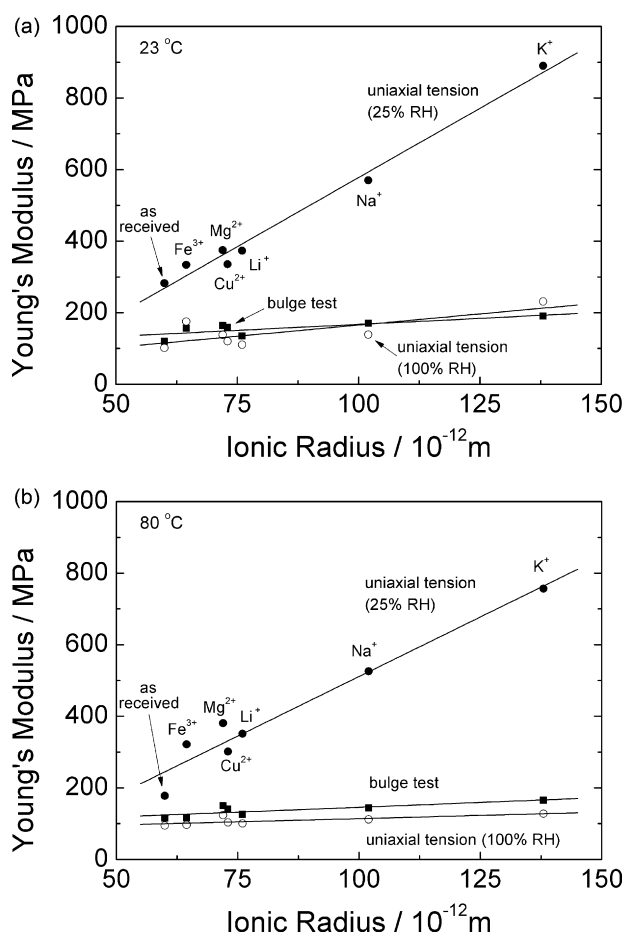 (a)
1000
23 °C
K⁺
uniaxial tension
(25% RH)
800
600
Na⁺
as
received
Mg²⁺
Fe³⁺
400
Li⁺
Cu²⁺
bulge test
200
uniaxial tension
(100% RH)
0
Young's Modulus / MPa
50 75 100 125 150
Ionic Radius / 10⁻¹²m
(b)
1000
80 °C
K⁺
uniaxial tension
(25% RH)
800
600
Na⁺
as
received
Mg²⁺
Li⁺
Fe³⁺
400
Cu²⁺
bulge test
200
uniaxial tension (100% RH)
0
Young's Modulus / MPa
50 75 100 125 150
Ionic Radius / 10⁻¹²m